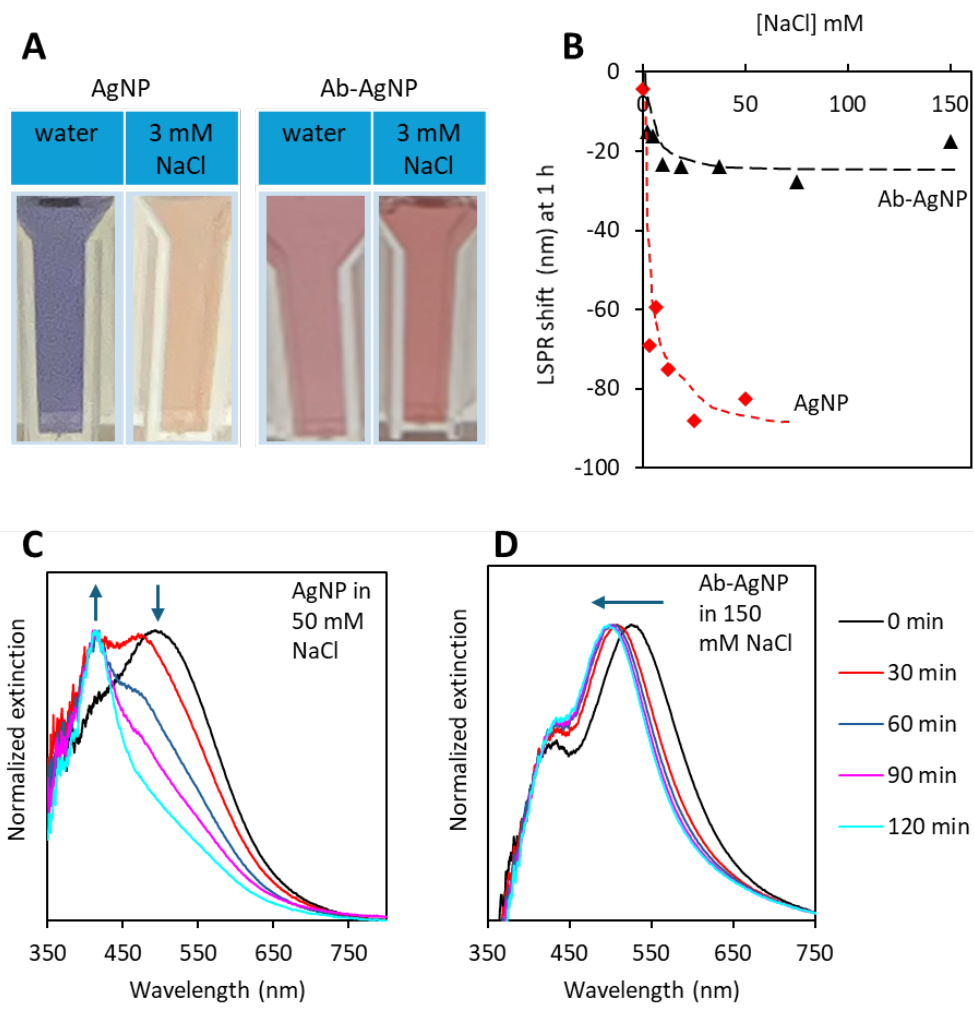 A
AgNP
Ab-AgNP
water
3 mM
NaCl
water
3 mM
NaCl
B
[NaCl] mM
0
50
100
150
0
-20
-40
-60
-80
-100
LSPR shift (nm) at 1 h
Ab-AgNP
AgNP
C
AgNP in
50 mM
NaCl
Normalized extinction
350
450
550
650
750
Wavelength (nm)
D
Ab-AgNP
in 150
mM NaCl
Normalized extinction
350
450
550
650
750
Wavelength (nm)
0 min
30 min
60 min
90 min
120 min